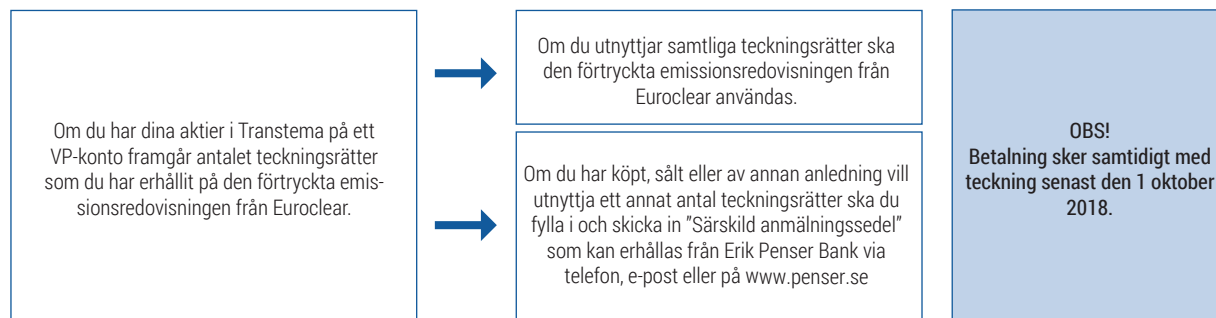 Om du har dina aktier i Transtema på ett
VP-konto framgår antalet teckningsrätter
som du har erhållit på den förtryckta emis-
sionsredovisningen från Euroclear.
Om du utnyttjar samtliga teckningsrätter ska
den förtryckta emissionsredovisningen från
Euroclear användas.
Om du har köpt, sålt eller av annan anledning vill
utnyttja ett annat antal teckningsrätter ska du
fylla i och skicka in ”Särskild anmälningssedel”
som kan erhållas från Erik Penser Bank via
telefon, e-post eller på www.penser.se
OBS!
Betalning sker samtidigt med
teckning senast den 1 oktober
2018.